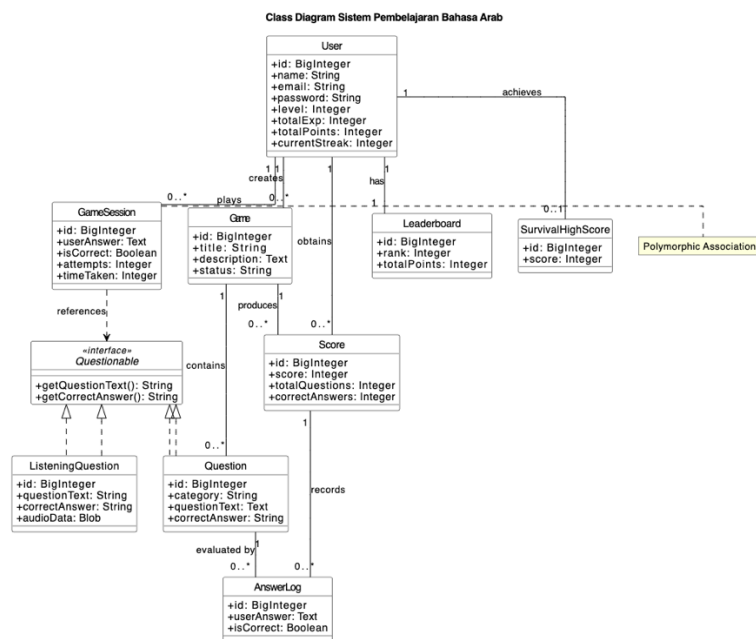 Class Diagram Sistem Pembelajaran Bahasa Arab
User
+id: BigInteger
+name: String
+email: String
+password: String
+level: Integer
+totalExp: Integer
+totalPoints: Integer
+currentStreak: Integer
1
achieves
1 1
1
1
creates
has
plays
0..*
0..*
1
0..1
GameSession
+id: BigInteger
+userAnswer: Text
+isCorrect: Boolean
+attempts: Integer
+timeTaken: Integer
Game
+id: BigInteger
+title: String
+description: Text
+status: String
obtains
Leaderboard
+id: BigInteger
+rank: Integer
+totalPoints: Integer
SurvivalHighScore
+id: BigInteger
+score: Integer
Polymorphic Association
references
1
1
produces
0..*
0..*
«interface»
Questionable
+getQuestionText(): String
+getCorrectAnswer(): String
contains
Score
+id: BigInteger
+score: Integer
+totalQuestions: Integer
+correctAnswers: Integer
0..*
1
ListeningQuestion
+id: BigInteger
+questionText: String
+correctAnswer: String
+audioData: Blob
Question
+id: BigInteger
+category: String
+questionText: Text
+correctAnswer: String
records
evaluated by
1
0..*
0..*
AnswerLog
+id: BigInteger
+userAnswer: Text
+isCorrect: Boolean